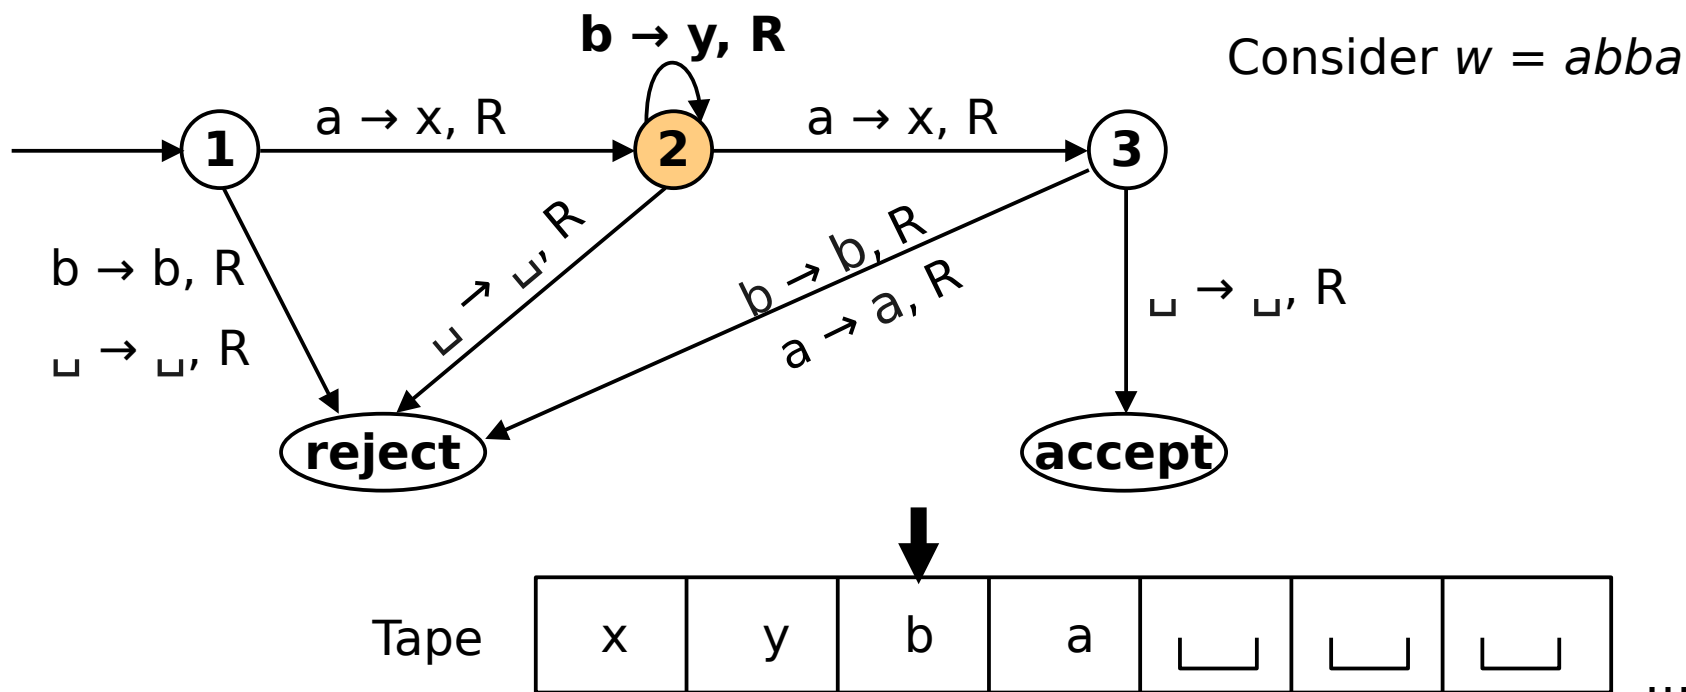 b → y, R
Consider w = abba
a → x, R
a → x, R
1
2
3
b → b, R
␣ → ␣, R
␣ → ␣, R
b → b, R
a → a, R
␣ → ␣, R
reject
accept
Tape x y b a ␣ ␣ ␣ ...